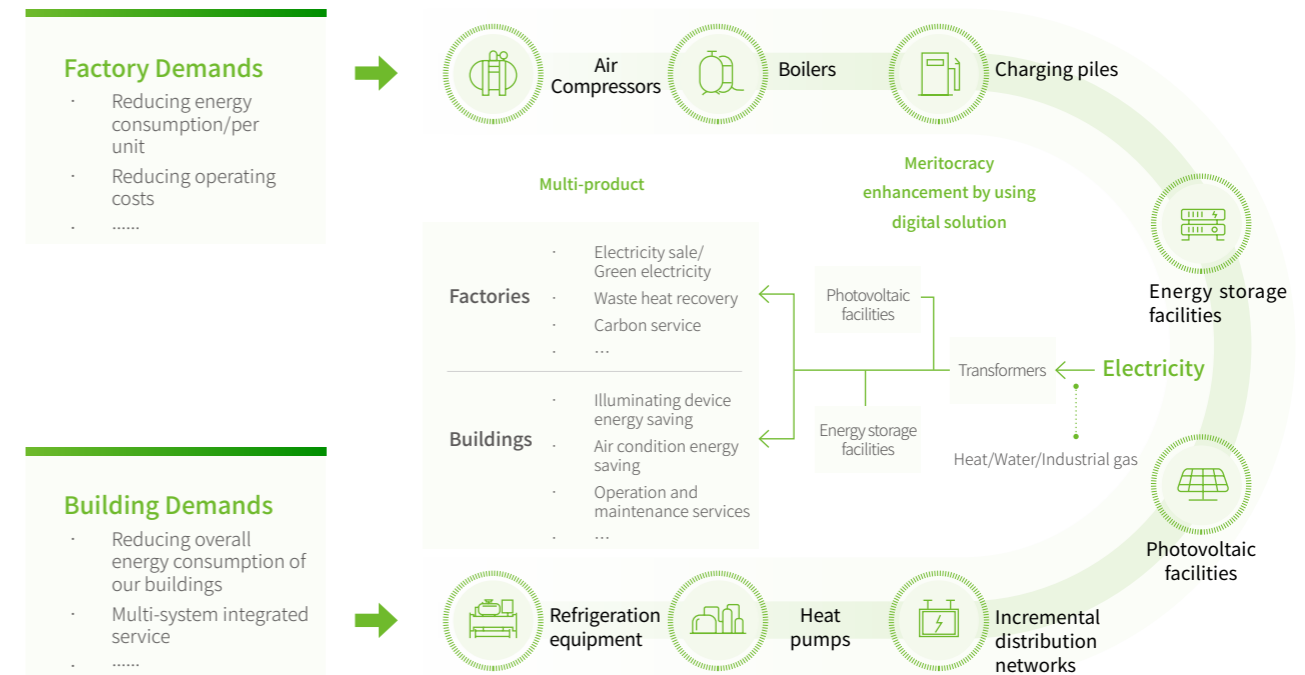 Factory Demands
· Reducing energy
consumption/per
unit
· Reducing operating
costs
· ......
Building Demands
· Reducing overall
energy consumption of
our buildings
· Multi-system integrated
service
· ......
Air
Compressors
Boilers
Charging piles
Energy storage
facilities
Photovoltaic
facilities
Incremental
distribution
networks
Heat
pumps
Refrigeration
equipment
Multi-product
Meritocracy
enhancement by using
digital solution
Factories
· Electricity sale/
Green electricity
· Waste heat recovery
· Carbon service
· ...
Buildings
· Illuminating device
energy saving
· Air condition energy
saving
· Operation and
maintenance services
· ...
Photovoltaic
facilities
Energy storage
facilities
Transformers
Electricity
Heat/Water/Industrial gas